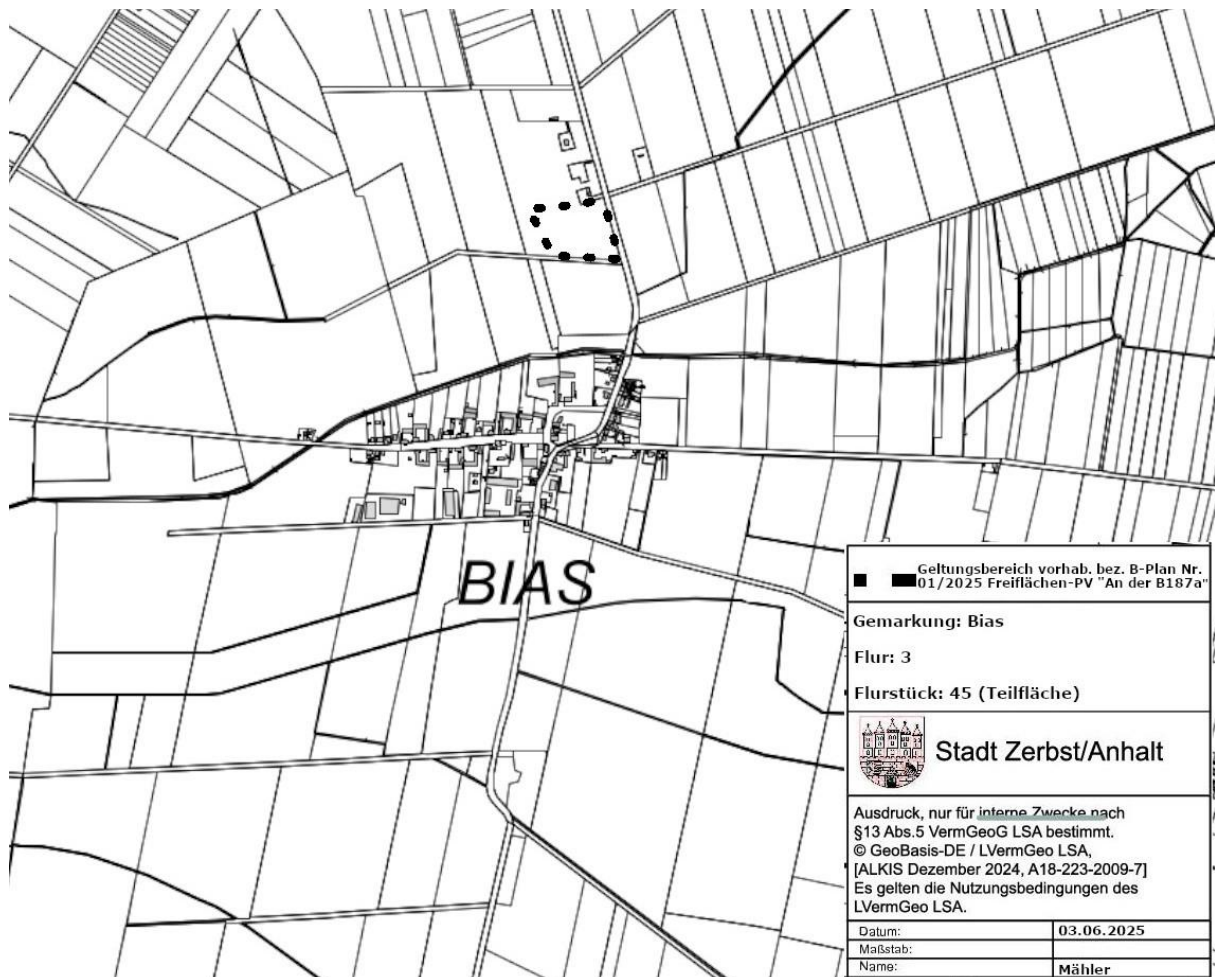 BIAS
Geltungsbereich vorhab. bez. B-Plan Nr.
01/2025 Freiflächen-PV "An der B187a"
Gemarkung: Bias
Flur: 3
Flurstück: 45 (Teilfläche)
Stadt Zerbst/Anhalt
Ausdruck, nur für interne Zwecke nach
§13 Abs.5 VermGeoG LSA bestimmt.
© GeoBasis-DE / LVermGeo LSA,
[ALKIS Dezember 2024, A18-223-2009-7]
Es gelten die Nutzungsbedingungen des
LVermGeo LSA.
Datum: 03.06.2025
Maßstab:
Name: Mähler